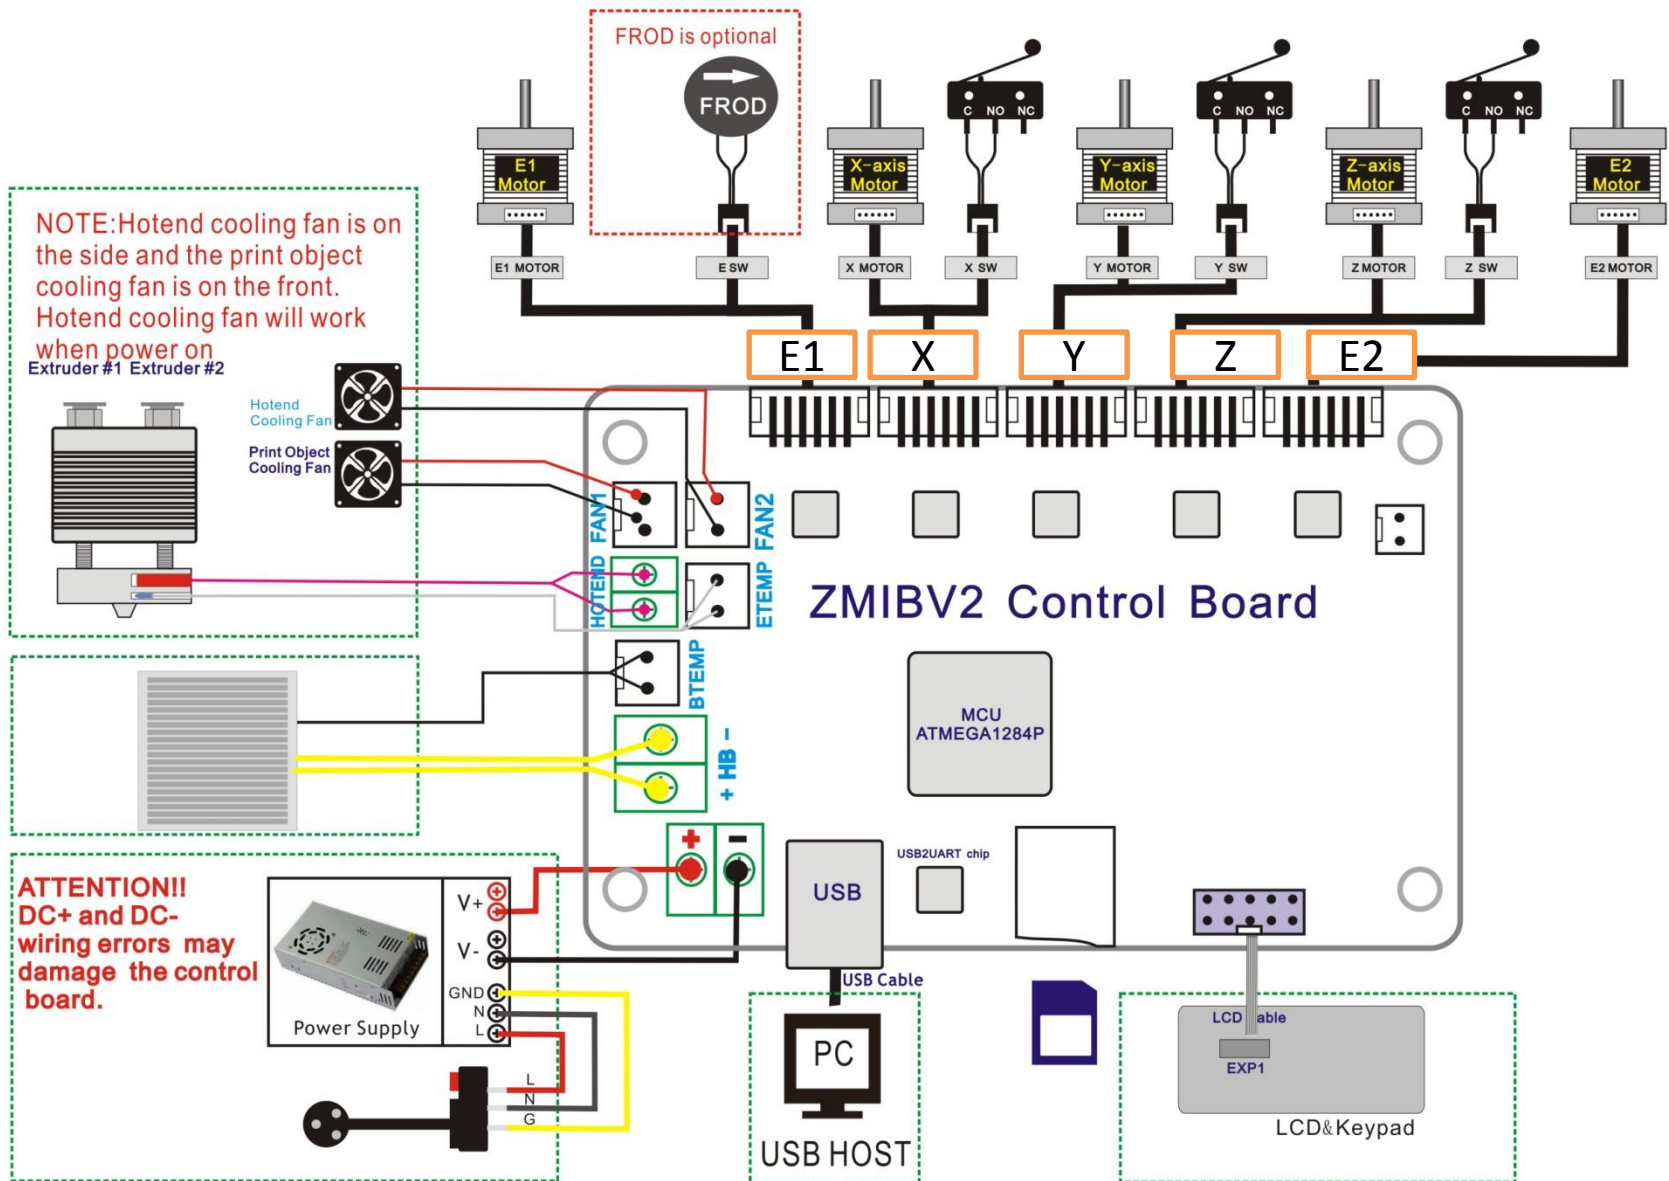 FROD is optional
FROD
C NO NC
C NO NC
C NO NC
E1
Motor
X-axis
Motor
Y-axis
Motor
Z-axis
Motor
E2
Motor
E1 MOTOR
E SW
X MOTOR
X SW
Y MOTOR
Y SW
Z MOTOR
Z SW
E2 MOTOR
NOTE:Hotend cooling fan is on
the side and the print object
cooling fan is on the front.
Hotend cooling fan will work
when power on
Extruder #1 Extruder #2
Hotend
Cooling Fan
Print Object
Cooling Fan
E1
X
Y
Z
E2
FAN1
FAN2
HOTEND
ETEMP
BTEMP
+ HB -
ZMIBV2 Control Board
MCU
ATMEGA1284P
+ -
USB2UART chip
USB
USB Cable
ATTENTION!!
DC+ and DC-
wiring errors may
damage the control
board.
Power Supply
V+
V-
GND
N
L
L
N
G
PC
USB HOST
LCD able
EXP1
LCD&Keypad